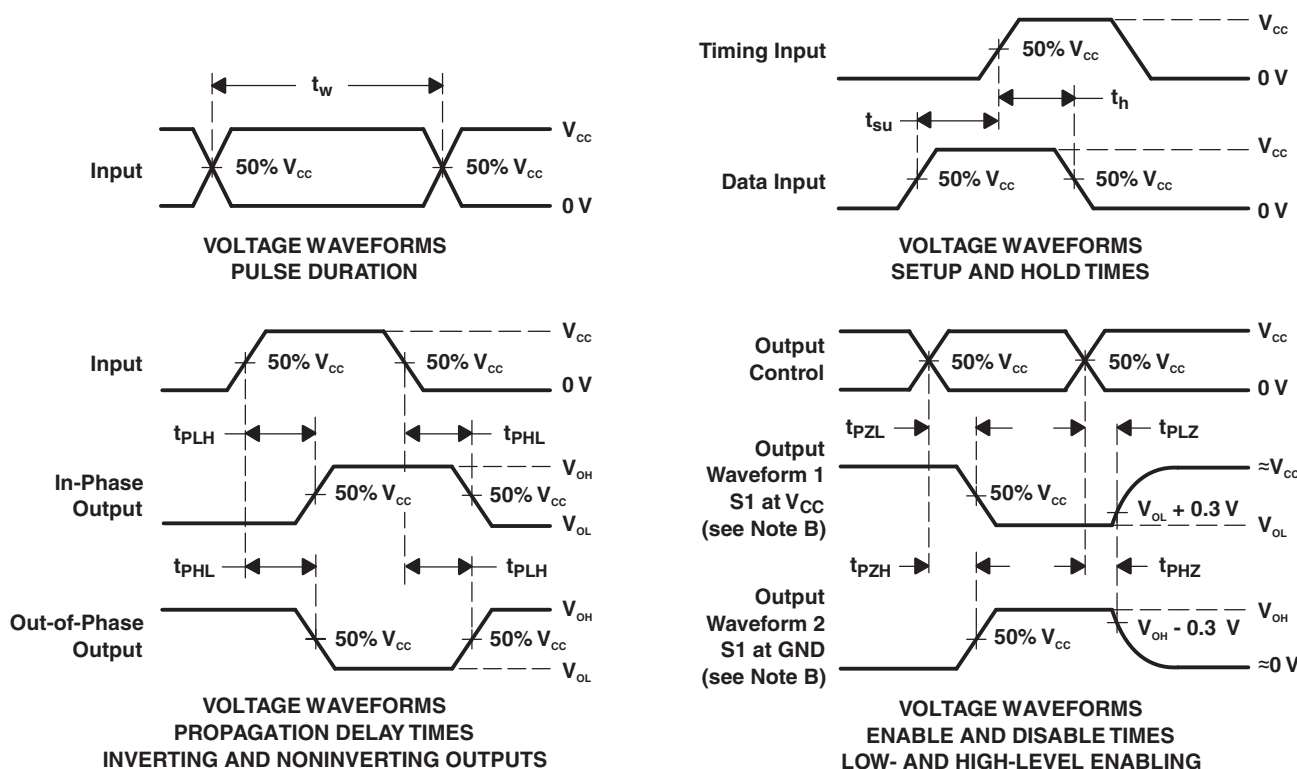 t_w
Input
50% V_CC
50% V_CC
V_CC
0 V
VOLTAGE WAVEFORMS
PULSE DURATION
Timing Input
50% V_CC
V_CC
0 V
t_h
t_su
Data Input
50% V_CC
50% V_CC
V_CC
0 V
VOLTAGE WAVEFORMS
SETUP AND HOLD TIMES
Input
50% V_CC
50% V_CC
V_CC
0 V
t_PLH
t_PHL
In-Phase
Output
50% V_CC
50% V_CC
V_OH
V_OL
t_PHL
t_PLH
Out-of-Phase
Output
50% V_CC
50% V_CC
V_OH
V_OL
VOLTAGE WAVEFORMS
PROPAGATION DELAY TIMES
INVERTING AND NONINVERTING OUTPUTS
Output
Control
50% V_CC
50% V_CC
V_CC
0 V
t_PZL
t_PLZ
Output
Waveform 1
S1 at V_CC
(see Note B)
50% V_CC
V_OL + 0.3 V
≈V_CC
V_OL
t_PZH
t_PHZ
Output
Waveform 2
S1 at GND
(see Note B)
50% V_CC
V_OH - 0.3 V
V_OH
≈0 V
VOLTAGE WAVEFORMS
ENABLE AND DISABLE TIMES
LOW- AND HIGH-LEVEL ENABLING